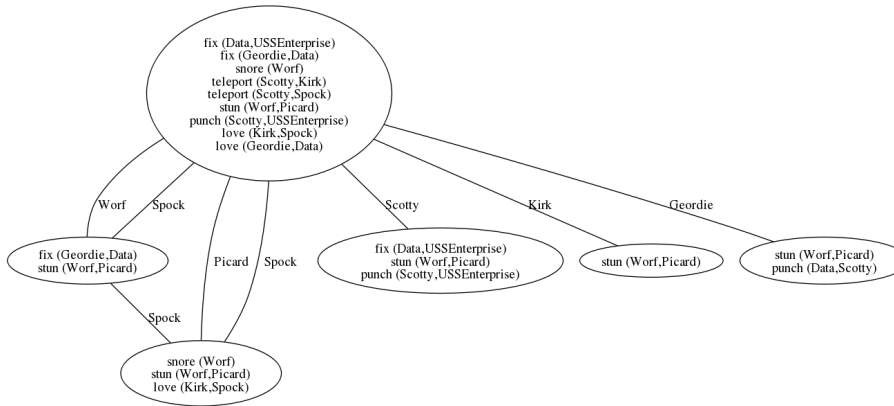 fix (Data,USSEnterprise)
fix (Geordie,Data)
snore (Worf)
teleport (Scotty,Kirk)
teleport (Scotty,Spock)
stun (Worf,Picard)
punch (Scotty,USSEnterprise)
love (Kirk,Spock)
love (Geordie,Data)
Worf
Spock
Picard
Spock
Scotty
Kirk
Geordie
fix (Geordie,Data)
stun (Worf,Picard)
fix (Data,USSEnterprise)
stun (Worf,Picard)
punch (Scotty,USSEnterprise)
stun (Worf,Picard)
stun (Worf,Picard)
punch (Data,Scotty)
Spock
snore (Worf)
stun (Worf,Picard)
love (Kirk,Spock)